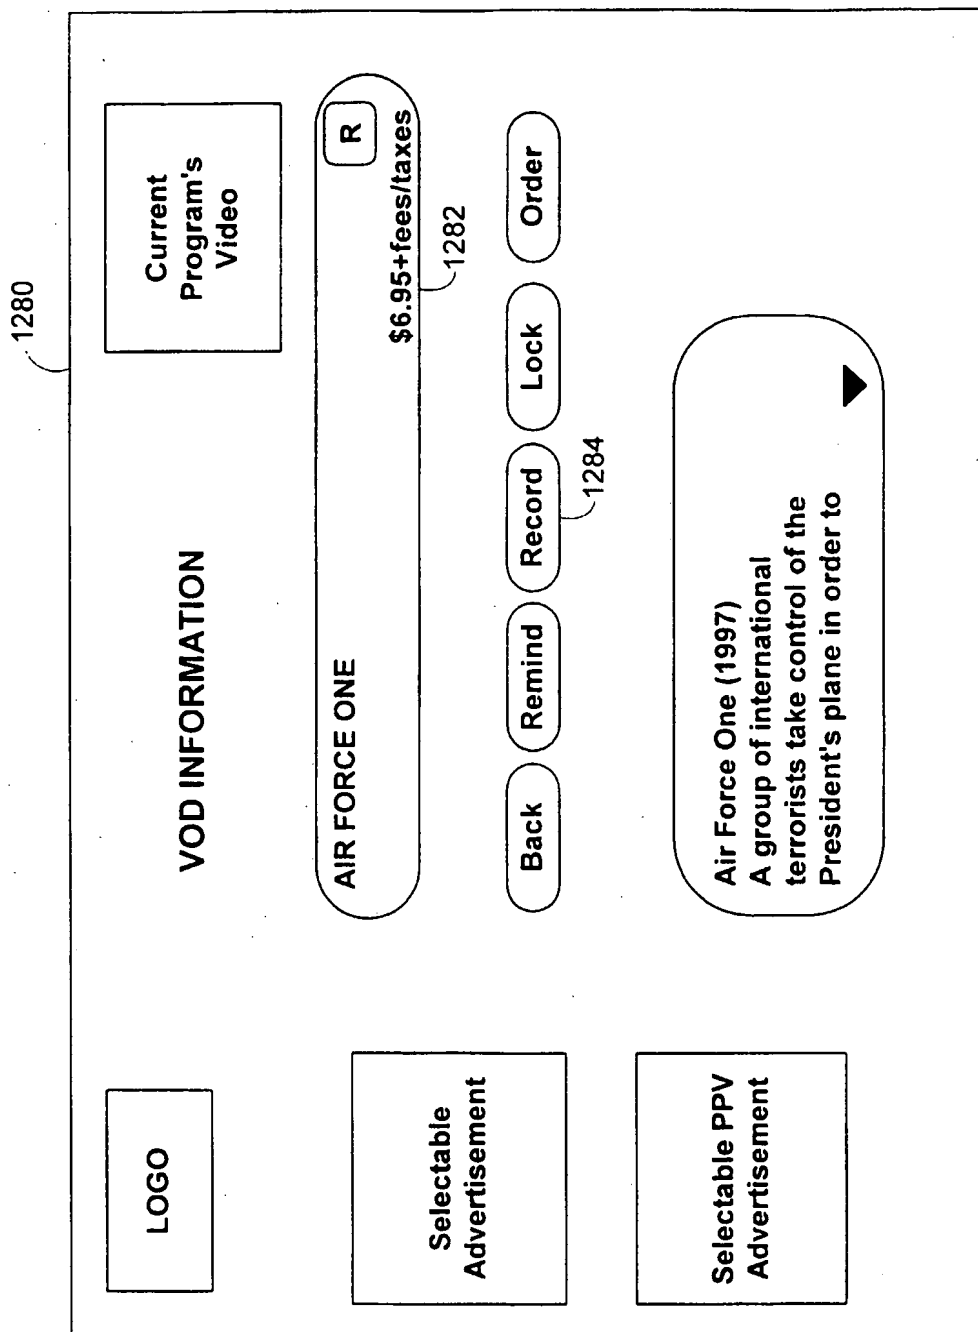 1280
LOGO
VOD INFORMATION
Current
Program's
Video
AIR FORCE ONE
R
$6.95+fees/taxes
1282
Selectable
Advertisement
Back
Remind
Record
Lock
Order
1284
Selectable PPV
Advertisement
Air Force One (1997)
A group of international
terrorists take control of the
President's plane in order to